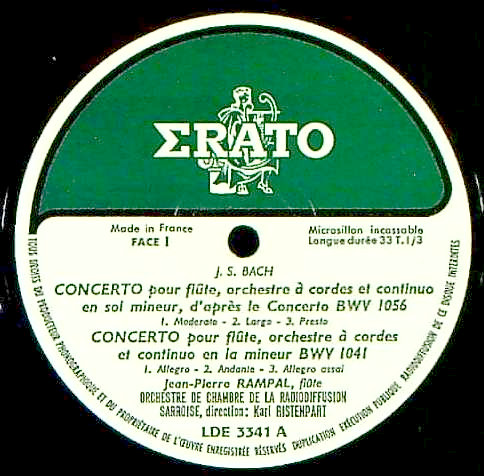 ΣRATO
Made in France
FACE I
Microsillon incassable
Longue durée 33 T.1/3
J. S. BACH
CONCERTO pour flûte, orchestre à cordes et continuo
en sol mineur, d'après le Concerto BWV 1056
1. Moderato - 2. Largo - 3. Presto
CONCERTO pour flûte, orchestre à cordes
et continuo en la mineur BWV 1041
1. Allegro - 2. Andante - 3. Allegro assai
Jean-Pierre RAMPAL, flûte
ORCHESTRE DE CHAMBRE DE LA RADIODIFFUSION
SARROISE, direction: Karl RISTENPART
LDE 3341 A
TOUS DROITS DU PRODUCTEUR PHONOGRAPHIQUE ET DU PROPRIÉTAIRE DE L'ŒUVRE ENREGISTRÉE RÉSERVÉS DUPLICATION EXÉCUTION PUBLIQUE RADIODIFFUSION DE CE DISQUE INTERDITES